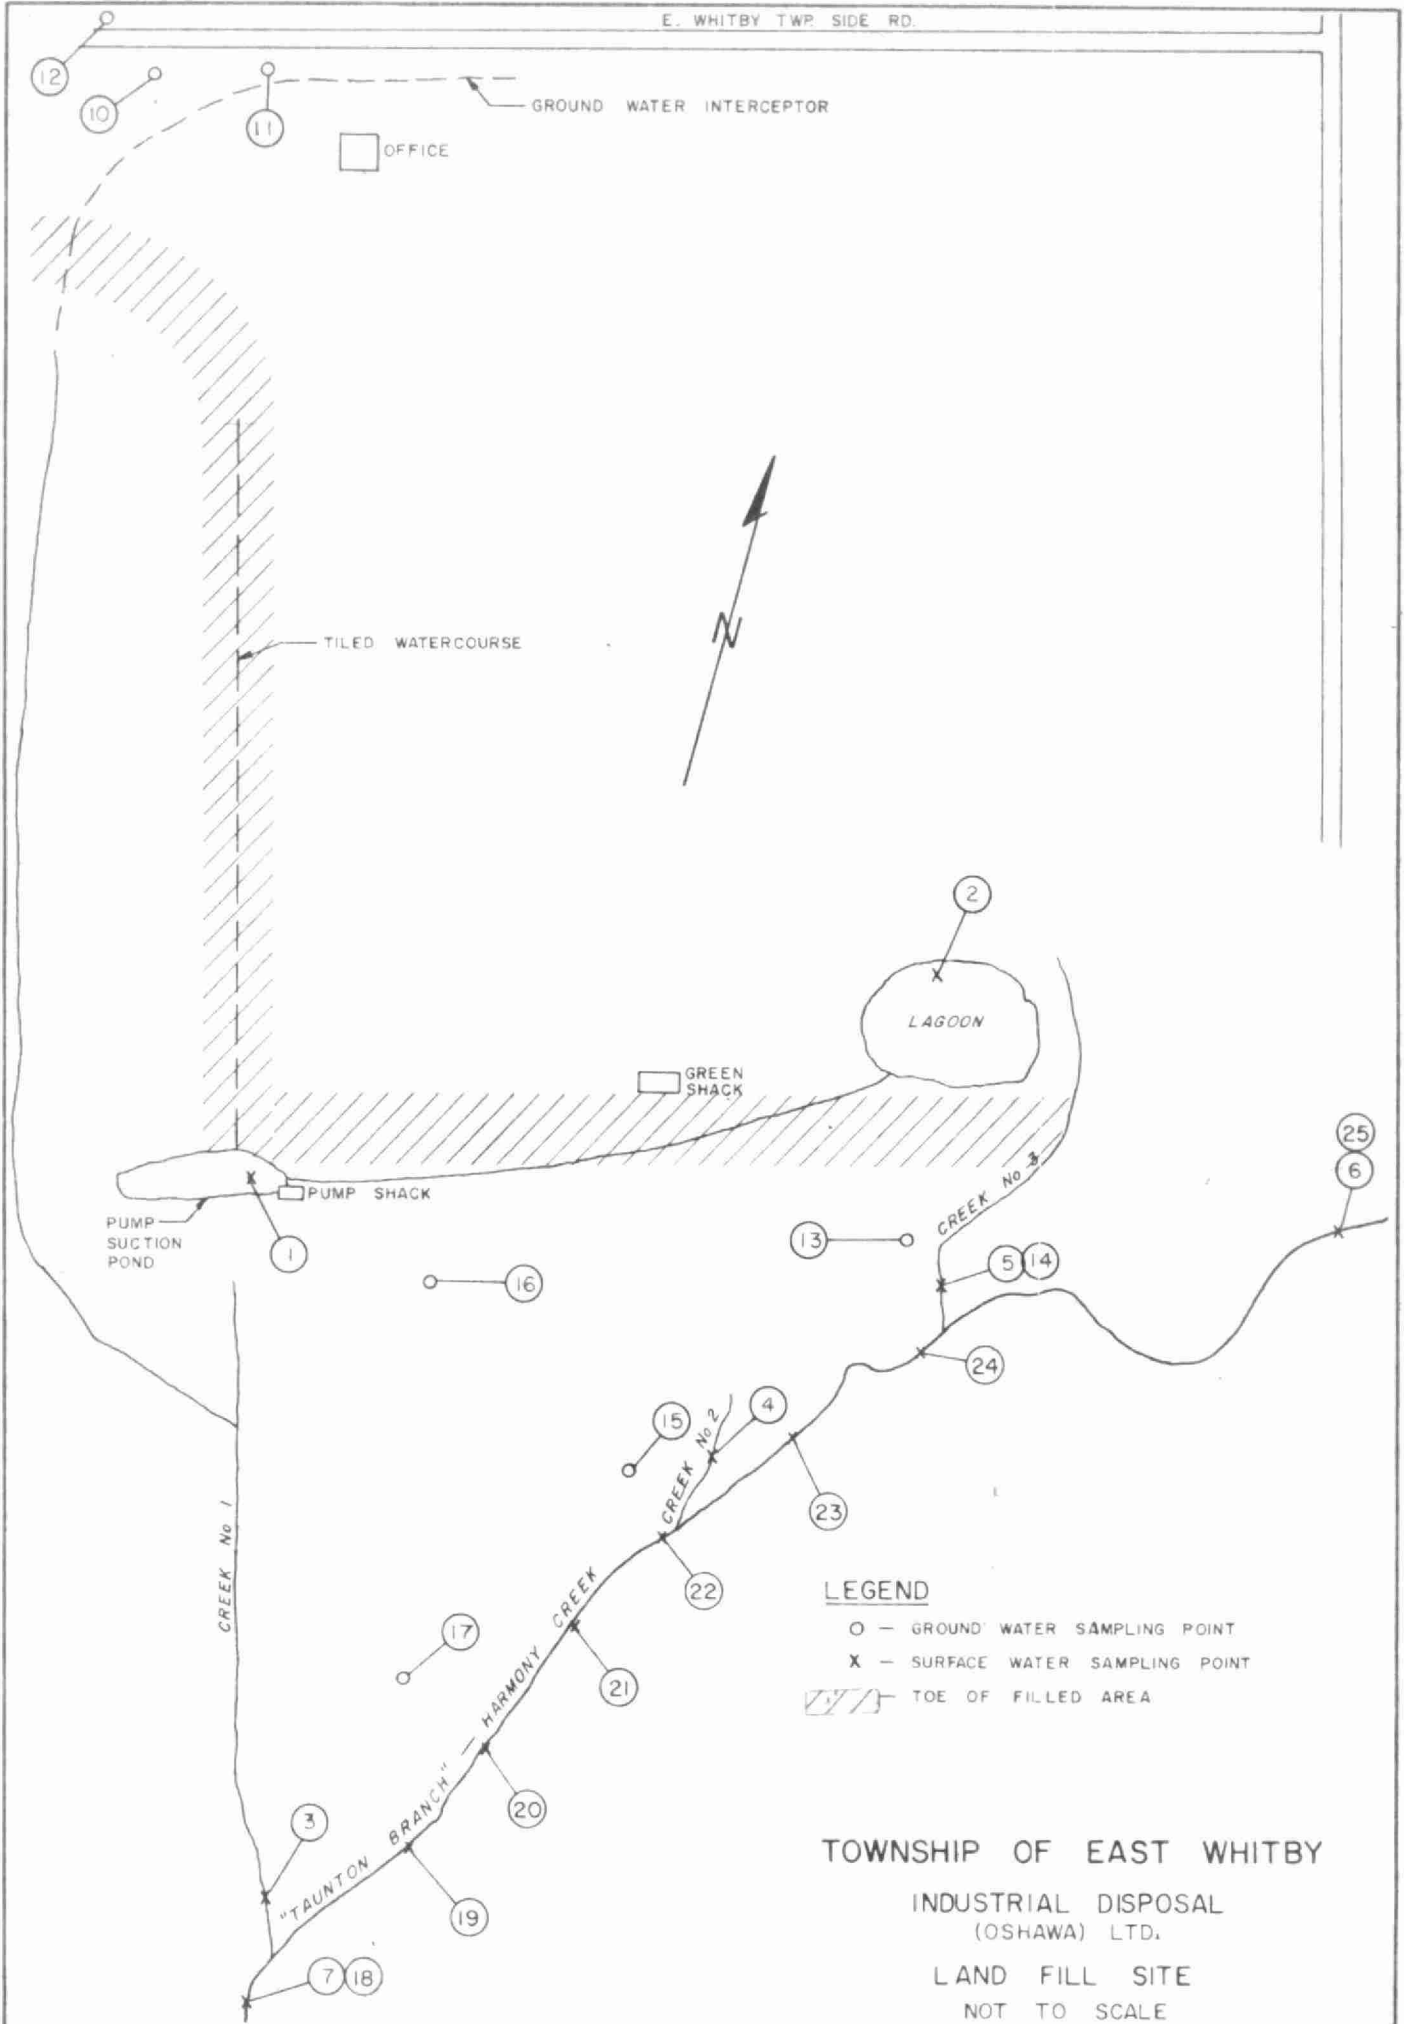 E. WHITBY TWP. SIDE RD.
12
10
11
GROUND WATER INTERCEPTOR
OFFICE
N
TILED WATERCOURSE
2
LAGOON
GREEN
SHACK
25
6
PUMP SHACK
PUMP
SUCTION
POND
1
13
CREEK No 3
5 14
16
24
15
4
CREEK No 2
23
22
CREEK No 1
17
21
"TAUNTON BRANCH" — HARMONY CREEK
20
3
19
7 18
LEGEND
O — GROUND WATER SAMPLING POINT
X — SURFACE WATER SAMPLING POINT
— TOE OF FILLED AREA
TOWNSHIP OF EAST WHITBY
INDUSTRIAL DISPOSAL
(OSHAWA) LTD.
LAND FILL SITE
NOT TO SCALE